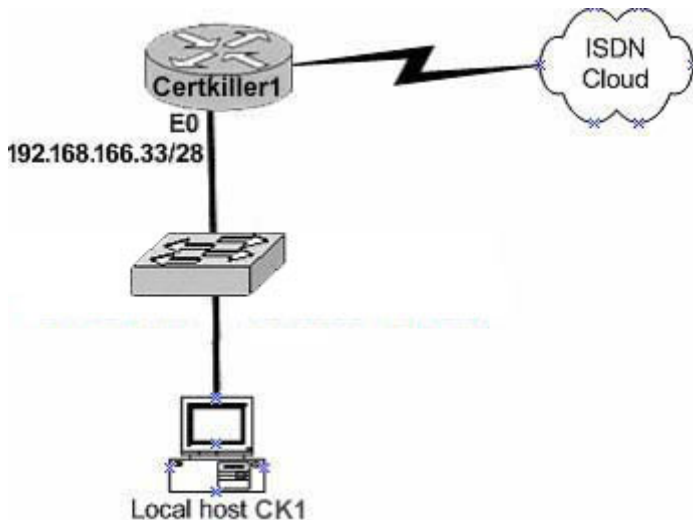 ISDN
Cloud
Certkiller1
E0
192.168.166.33/28
Local host CK1